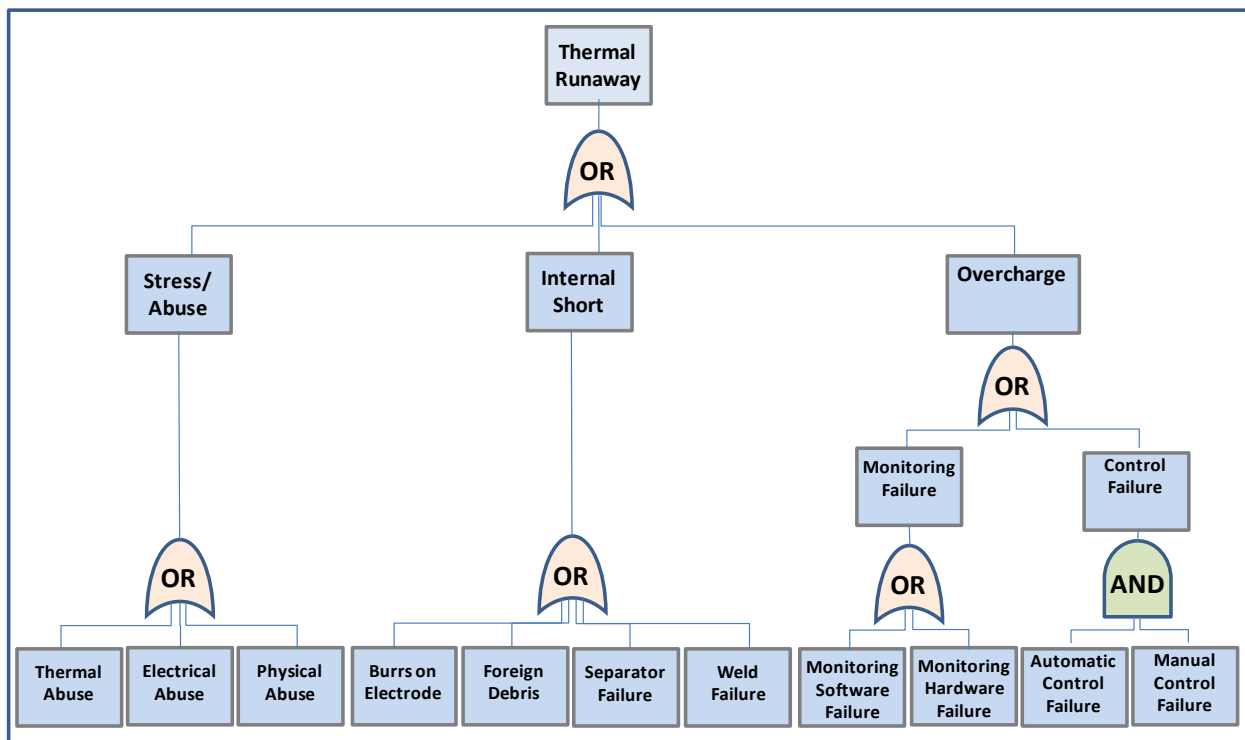 Thermal
Runaway
OR
Stress/
Abuse
Internal
Short
Overcharge
OR
Monitoring
Failure
Control
Failure
OR
OR
OR
AND
Thermal
Abuse
Electrical
Abuse
Physical
Abuse
Burrs on
Electrode
Foreign
Debris
Separator
Failure
Weld
Failure
Monitoring
Software
Failure
Monitoring
Hardware
Failure
Automatic
Control
Failure
Manual
Control
Failure